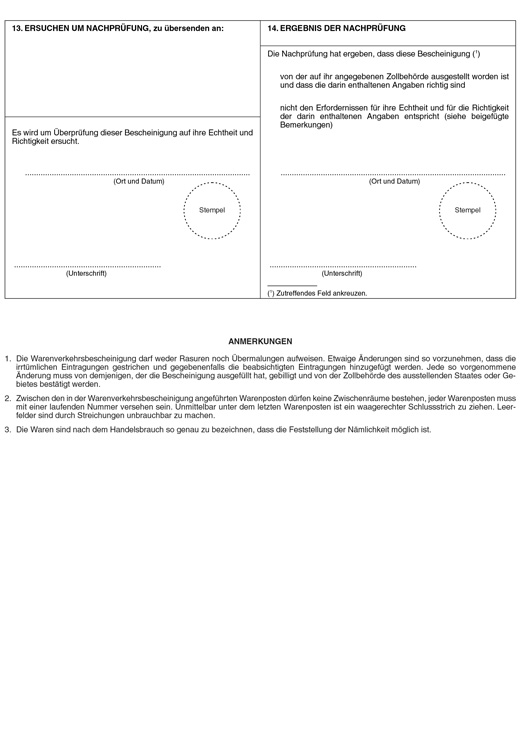 13. ERSUCHEN UM NACHPRÜFUNG, zu übersenden an:
Es wird um Überprüfung dieser Bescheinigung auf ihre Echtheit und
Richtigkeit ersucht.
(Ort und Datum)
Stempel
(Unterschrift)
14. ERGEBNIS DER NACHPRÜFUNG
Die Nachprüfung hat ergeben, dass diese Bescheinigung (¹)
von der auf ihr angegebenen Zollbehörde ausgestellt worden ist
und dass die darin enthaltenen Angaben richtig sind
nicht den Erfordernissen für ihre Echtheit und für die Richtigkeit
der darin enthaltenen Angaben entspricht (siehe beigefügte
Bemerkungen)
(Ort und Datum)
Stempel
(Unterschrift)
(¹) Zutreffendes Feld ankreuzen.
ANMERKUNGEN
1. Die Warenverkehrsbescheinigung darf weder Rasuren noch Übermalungen aufweisen. Etwaige Änderungen sind so vorzunehmen, dass die
irrtümlichen Eintragungen gestrichen und gegebenenfalls die beabsichtigten Eintragungen hinzugefügt werden. Jede so vorgenommene
Änderung muss von demjenigen, der die Bescheinigung ausgefüllt hat, gebilligt und von der Zollbehörde des ausstellenden Staates oder Ge-
bietes bestätigt werden.
2. Zwischen den in der Warenverkehrsbescheinigung angeführten Warenposten dürfen keine Zwischenräume bestehen, jeder Warenposten muss
mit einer laufenden Nummer versehen sein. Unmittelbar unter dem letzten Warenposten ist ein waagerechter Schlussstrich zu ziehen. Leer-
felder sind durch Streichungen unbrauchbar zu machen.
3. Die Waren sind nach dem Handelsbrauch so genau zu bezeichnen, dass die Feststellung der Nämlichkeit möglich ist.